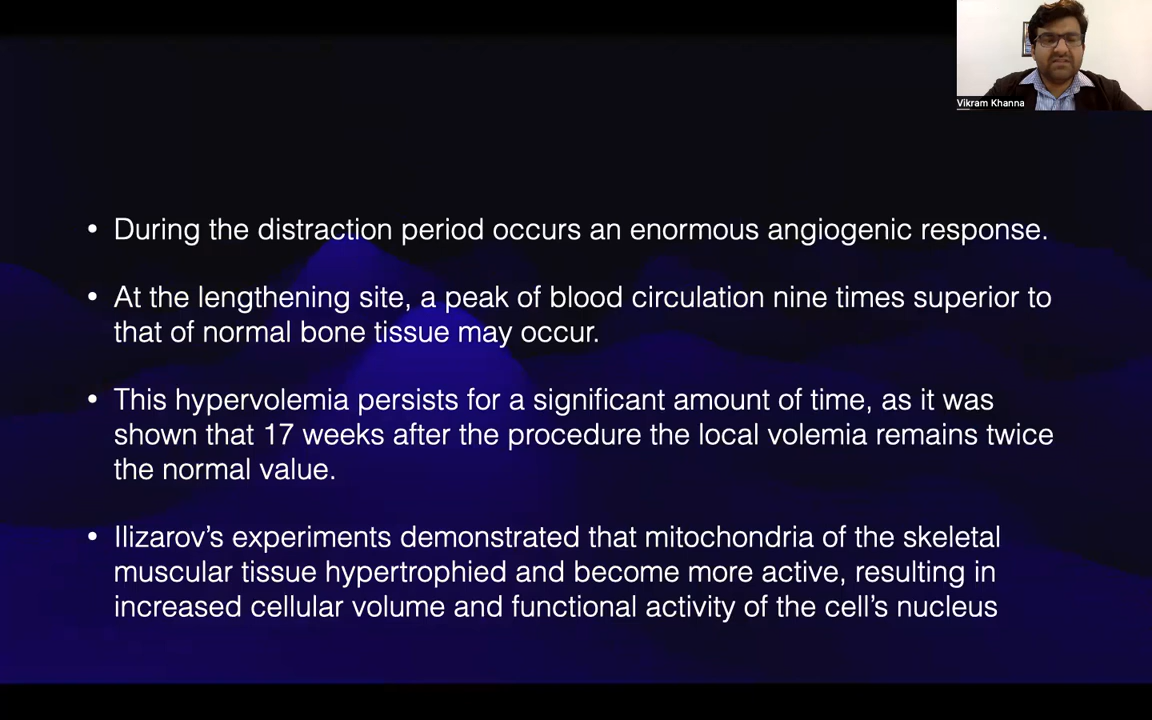 Vikram Khanna
• During the distraction period occurs an enormous angiogenic response.
• At the lengthening site, a peak of blood circulation nine times superior to
that of normal bone tissue may occur.
• This hypervolemia persists for a significant amount of time, as it was
shown that 17 weeks after the procedure the local volemia remains twice
the normal value.
• Ilizarov’s experiments demonstrated that mitochondria of the skeletal
muscular tissue hypertrophied and become more active, resulting in
increased cellular volume and functional activity of the cell’s nucleus